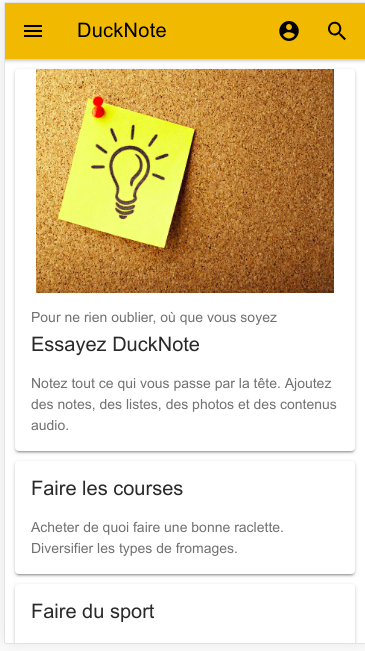 DuckNote
Pour ne rien oublier, où que vous soyez
Essayez DuckNote
Notez tout ce qui vous passe par la tête. Ajoutez
des notes, des listes, des photos et des contenus
audio.
Faire les courses
Acheter de quoi faire une bonne raclette.
Diversifier les types de fromages.
Faire du sport